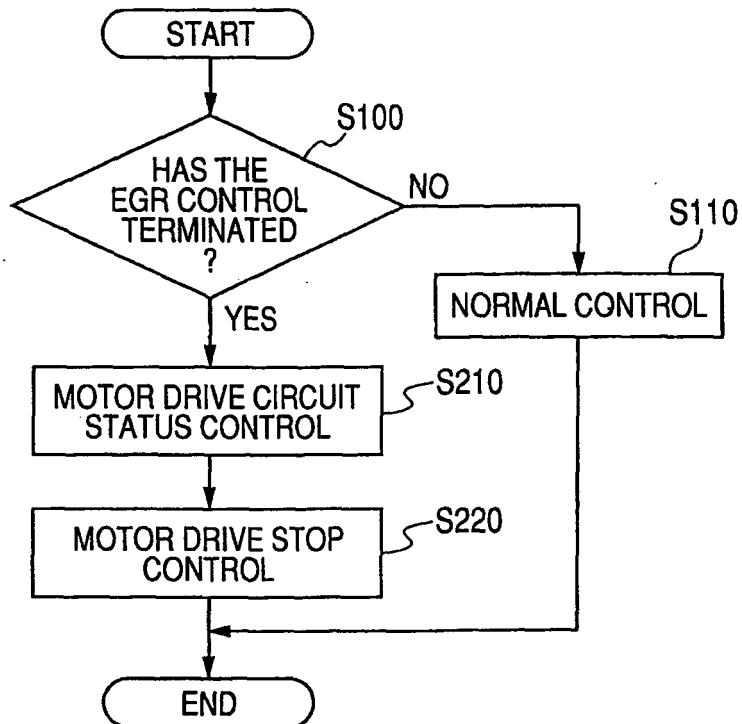 START
S100
HAS THE
EGR CONTROL
TERMINATED
?
NO
S110
NORMAL CONTROL
YES
MOTOR DRIVE CIRCUIT
STATUS CONTROL
S210
MOTOR DRIVE STOP
CONTROL
S220
END